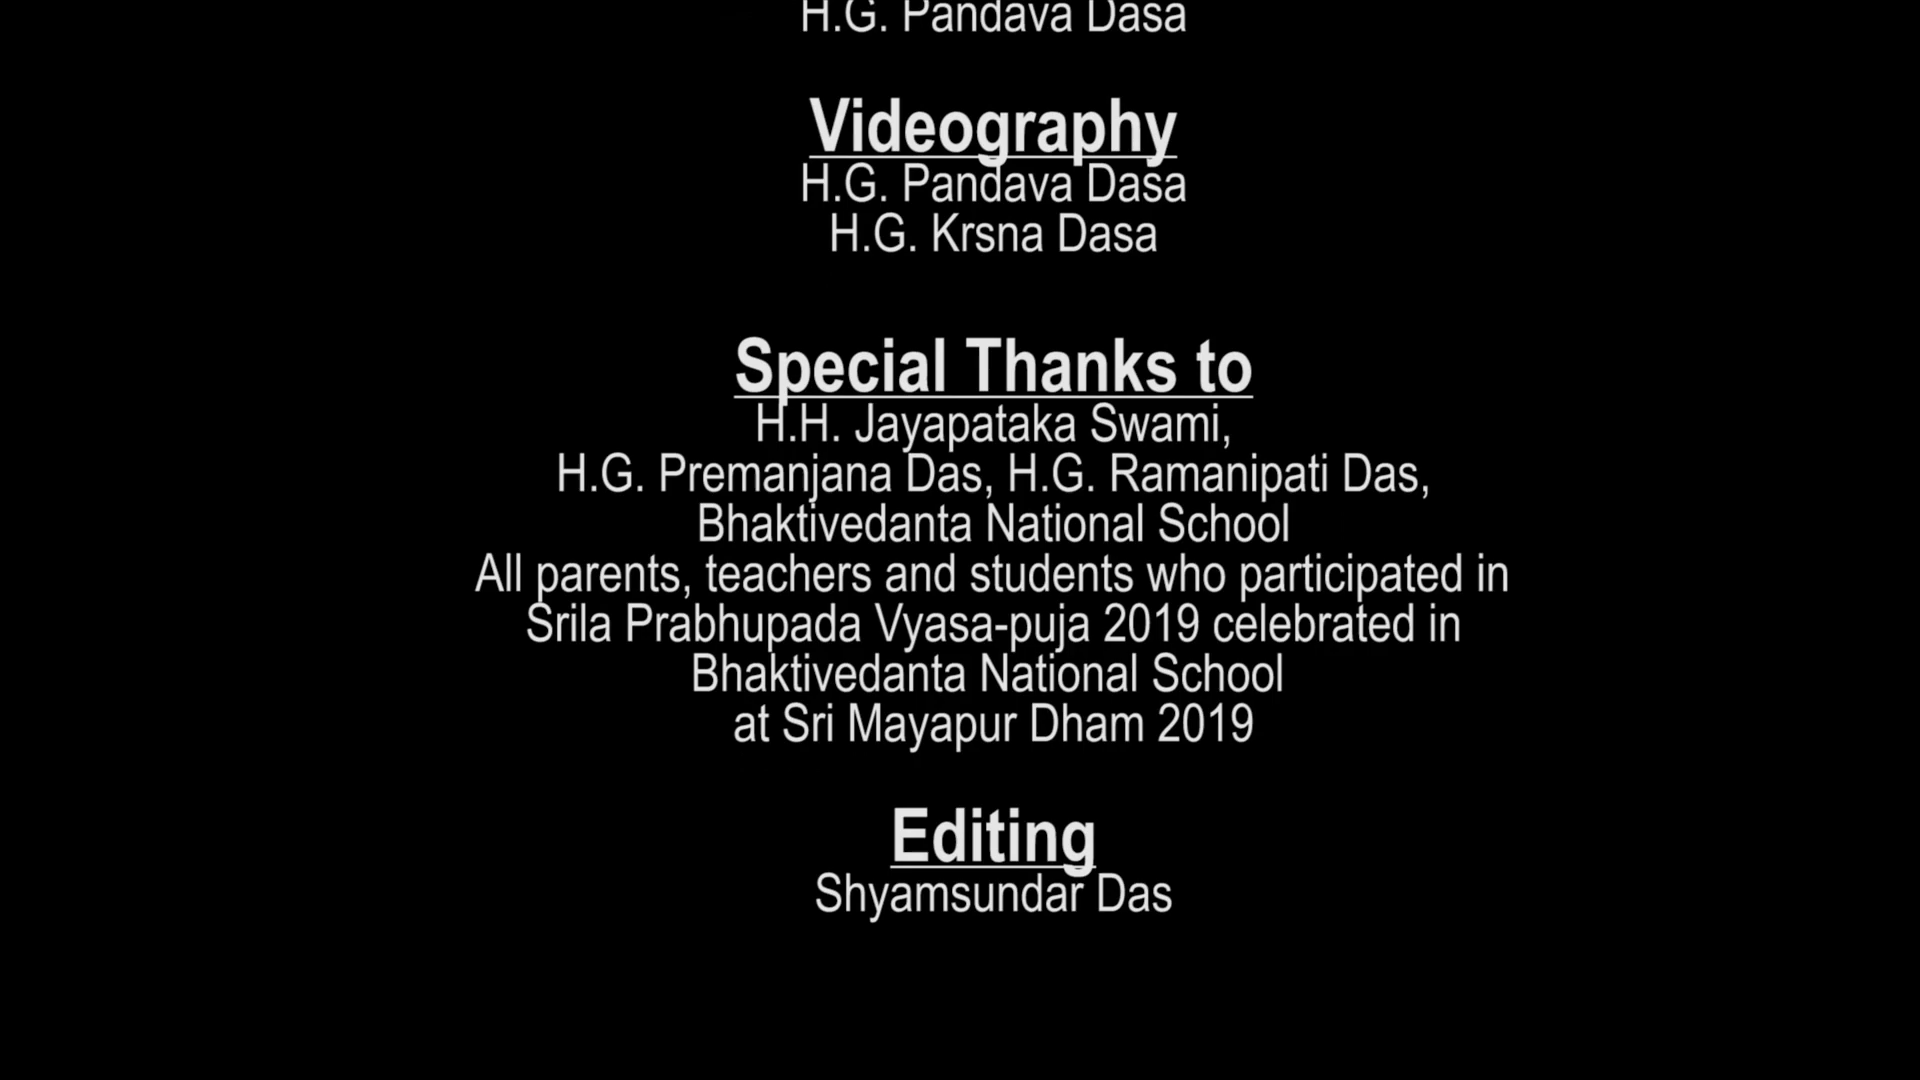 H.G. Pandava Dasa
Videography
H.G. Pandava Dasa
H.G. Krsna Dasa
Special Thanks to
H.H. Jayapataka Swami,
H.G. Premanjana Das, H.G. Ramanipati Das,
Bhaktivedanta National School
All parents, teachers and students who participated in
Srila Prabhupada Vyasa-puja 2019 celebrated in
Bhaktivedanta National School
at Sri Mayapur Dham 2019
Editing
Shyamsundar Das